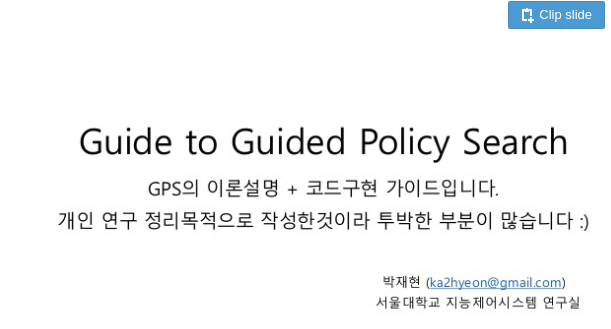 Clip slide
Guide to Guided Policy Search
GPS의 이론설명 + 코드구현 가이드입니다.
개인 연구 정리목적으로 작성한것이라 투박한 부분이 많습니다 :)
박재현 (ka2hyeon@gmail.com)
서울대학교 지능제어시스템 연구실